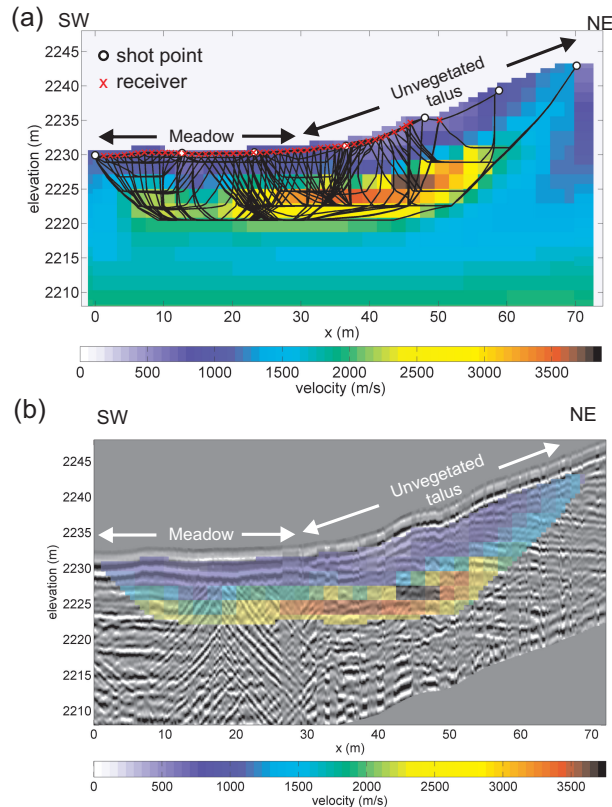 (a)
SW
NE
2250
2245
2240
2235
2230
2225
2220
2215
2210
elevation (m)
shot point
x receiver
Meadow
Unvegetated
talus
0 10 20 30 40 50 60 70
x (m)
0 500 1000 1500 2000 2500 3000 3500
velocity (m/s)
(b)
SW
NE
2245
2240
2235
2230
2225
2220
2215
2210
elevation (m)
Meadow
Unvegetated
talus
0 10 20 30 40 50 60 70
x (m)
0 500 1000 1500 2000 2500 3000 3500
velocity (m/s)